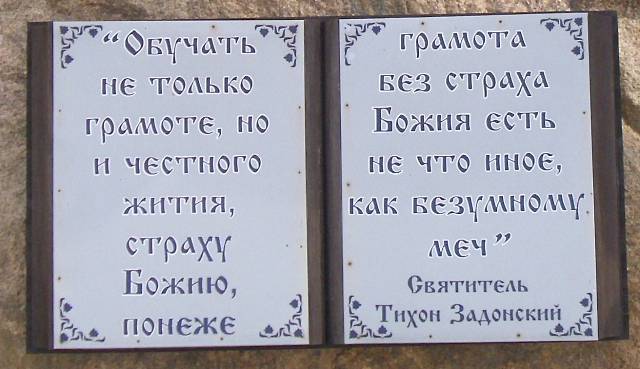 “Обучать
не только
грамоте, но
и честного
жития,
страху
Божию,
понеже
грамота
без страха
Божия есть
не что иное,
как безумному
меч”
Святитель
Тихон Задонский